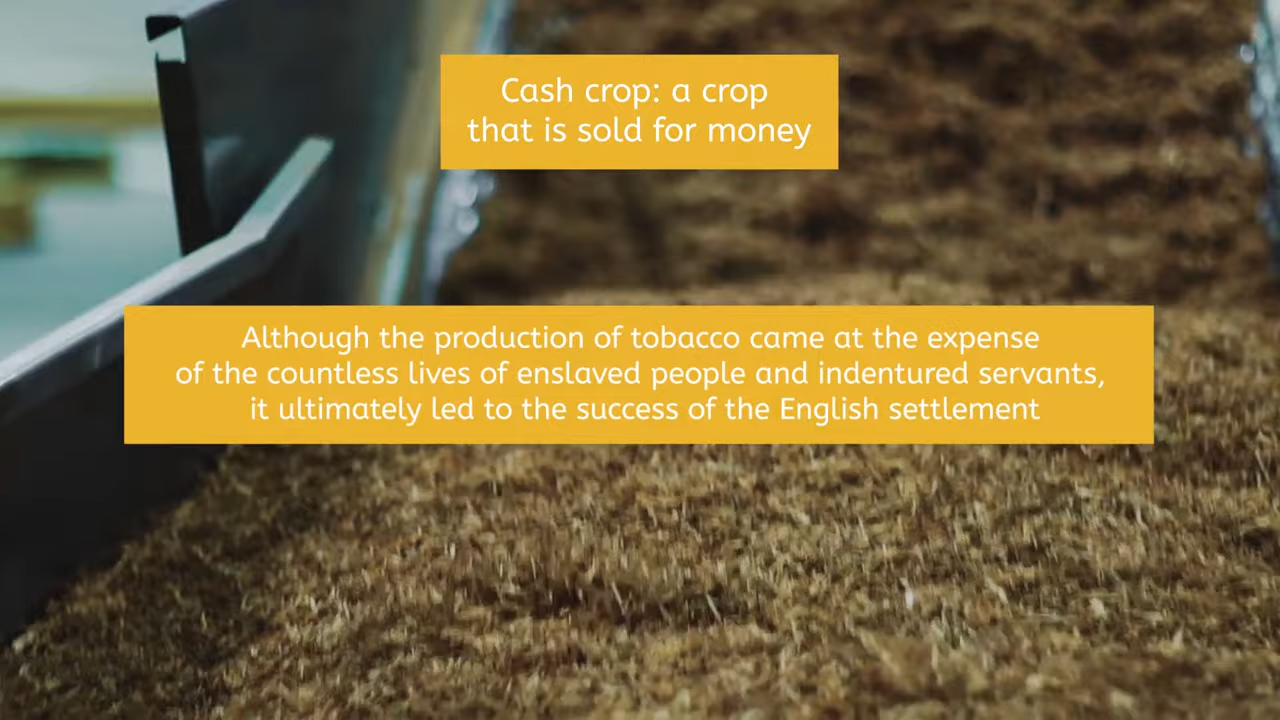 Cash crop: a crop
that is sold for money
Although the production of tobacco came at the expense
of the countless lives of enslaved people and indentured servants,
it ultimately led to the success of the English settlement